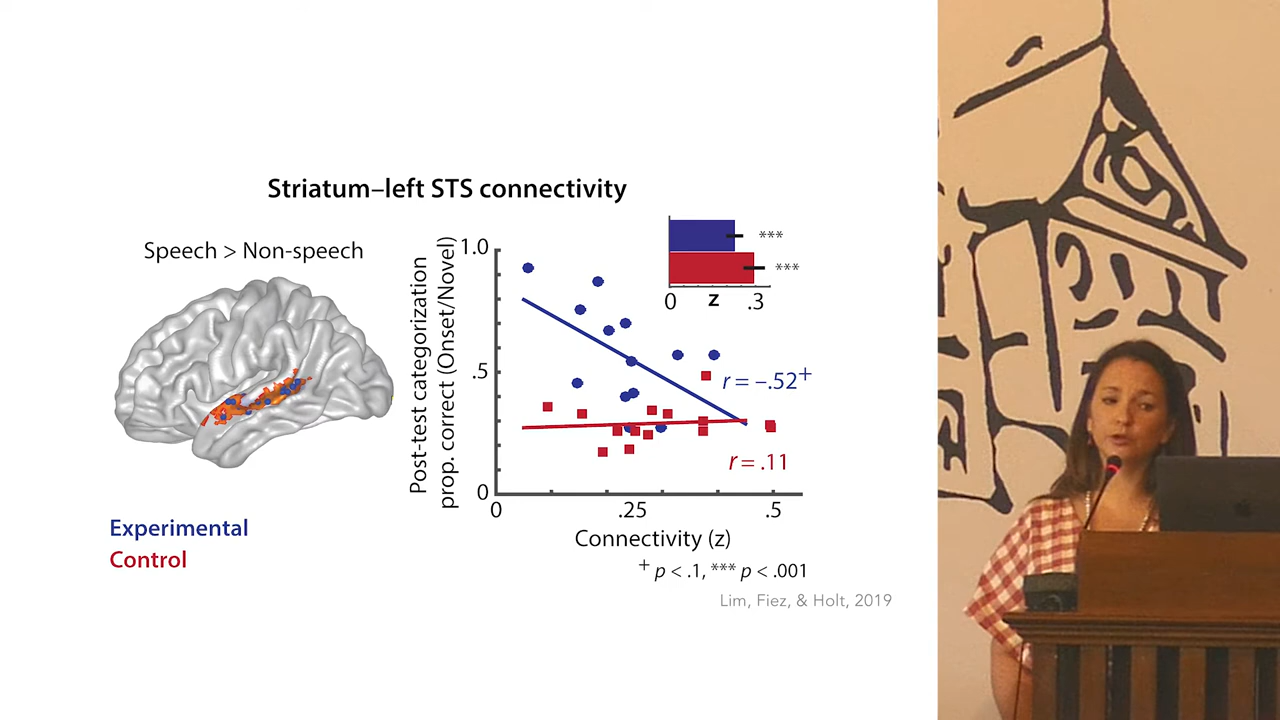 Striatum–left STS connectivity
Speech > Non-speech
Post-test categorization
prop. correct (Onset/Novel)
1.0
.5
0
0
.25
.5
Connectivity (z)
***
***
0
z
.3
r = –.52+
r = .11
Experimental
Control
+ p < .1, *** p < .001
Lim, Fiez, & Holt, 2019